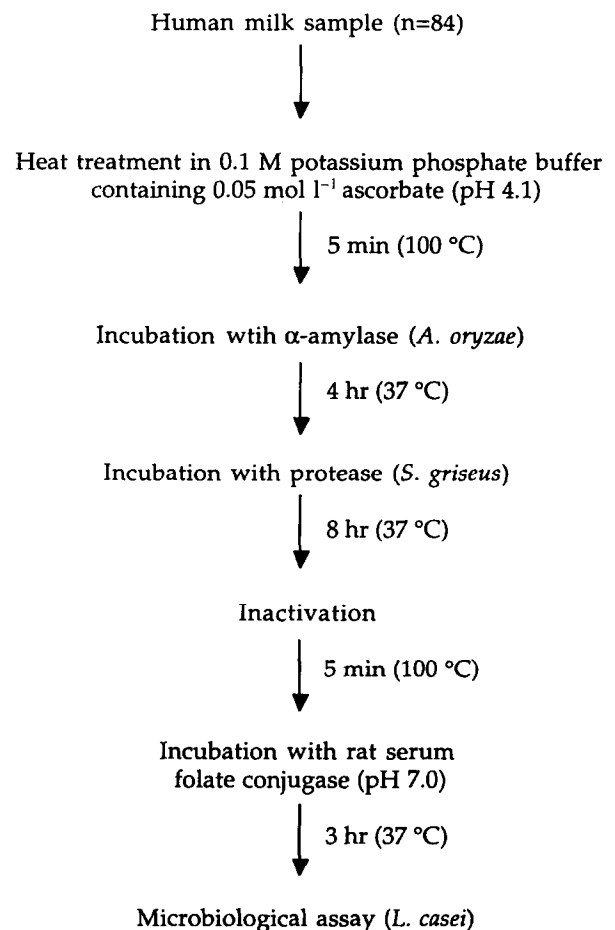 Human milk sample (n=84)
Heat treatment in 0.1 M potassium phosphate buffer
containing 0.05 mol l⁻¹ ascorbate (pH 4.1)
5 min (100 °C)
Incubation wtih α-amylase (A. oryzae)
4 hr (37 °C)
Incubation with protease (S. griseus)
8 hr (37 °C)
Inactivation
5 min (100 °C)
Incubation with rat serum
folate conjugase (pH 7.0)
3 hr (37 °C)
Microbiological assay (L. casei)